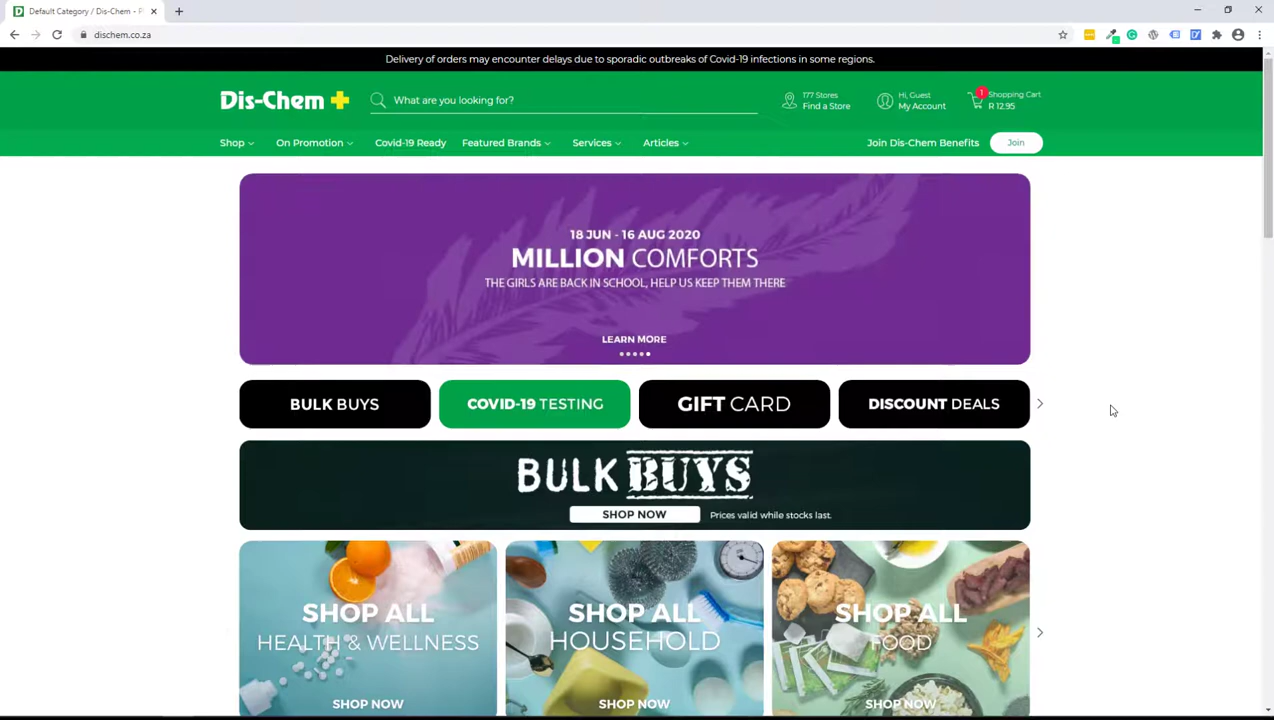 Default Category / Dis-Chem - P
dischem.co.za
Delivery of orders may encounter delays due to sporadic outbreaks of Covid-19 infections in some regions.
Dis-Chem
What are you looking for?
177 Stores
Find a Store
Hi, Guest
My Account
1
Shopping Cart
R 12.95
Shop
On Promotion
Covid-19 Ready
Featured Brands
Services
Articles
Join Dis-Chem Benefits
Join
18 JUN - 16 AUG 2020
MILLION COMFORTS
THE GIRLS ARE BACK IN SCHOOL, HELP US KEEP THEM THERE
LEARN MORE
BULK BUYS
COVID-19 TESTING
GIFT CARD
DISCOUNT DEALS
BULK BUYS
SHOP NOW
Prices valid while stocks last.
SHOP ALL
HEALTH & WELLNESS
SHOP NOW
SHOP ALL
HOUSEHOLD
SHOP NOW
SHOP ALL
FOOD
SHOP NOW